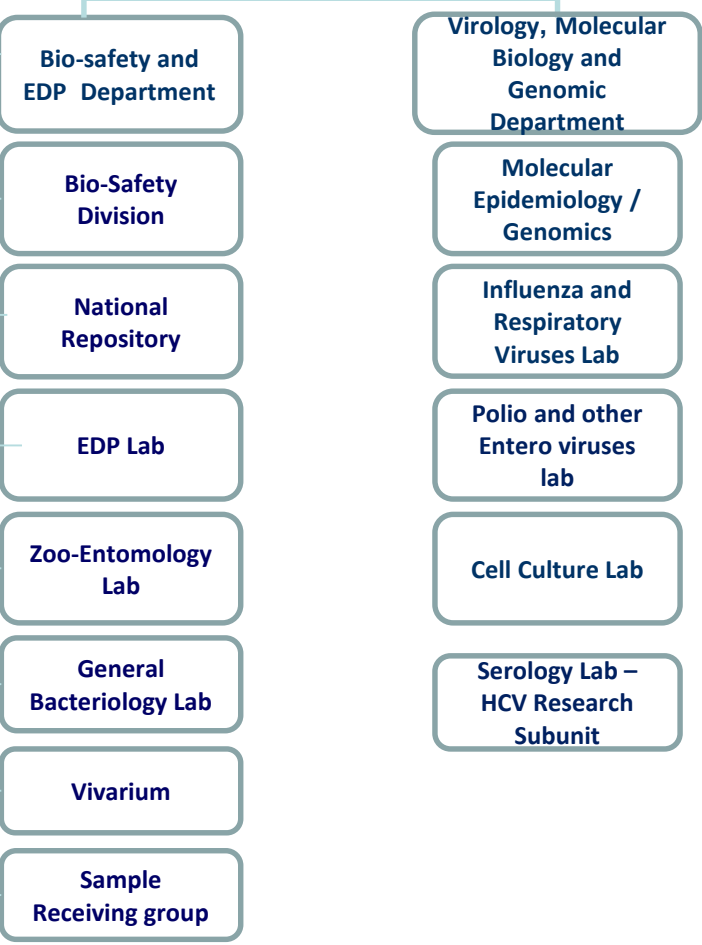 Bio-safety and
EDP Department
Bio-Safety
Division
National
Repository
EDP Lab
Zoo-Entomology
Lab
General
Bacteriology Lab
Vivarium
Sample
Receiving group
Virology, Molecular
Biology and
Genomic
Department
Molecular
Epidemiology /
Genomics
Influenza and
Respiratory
Viruses Lab
Polio and other
Entero viruses
lab
Cell Culture Lab
Serology Lab –
HCV Research
Subunit